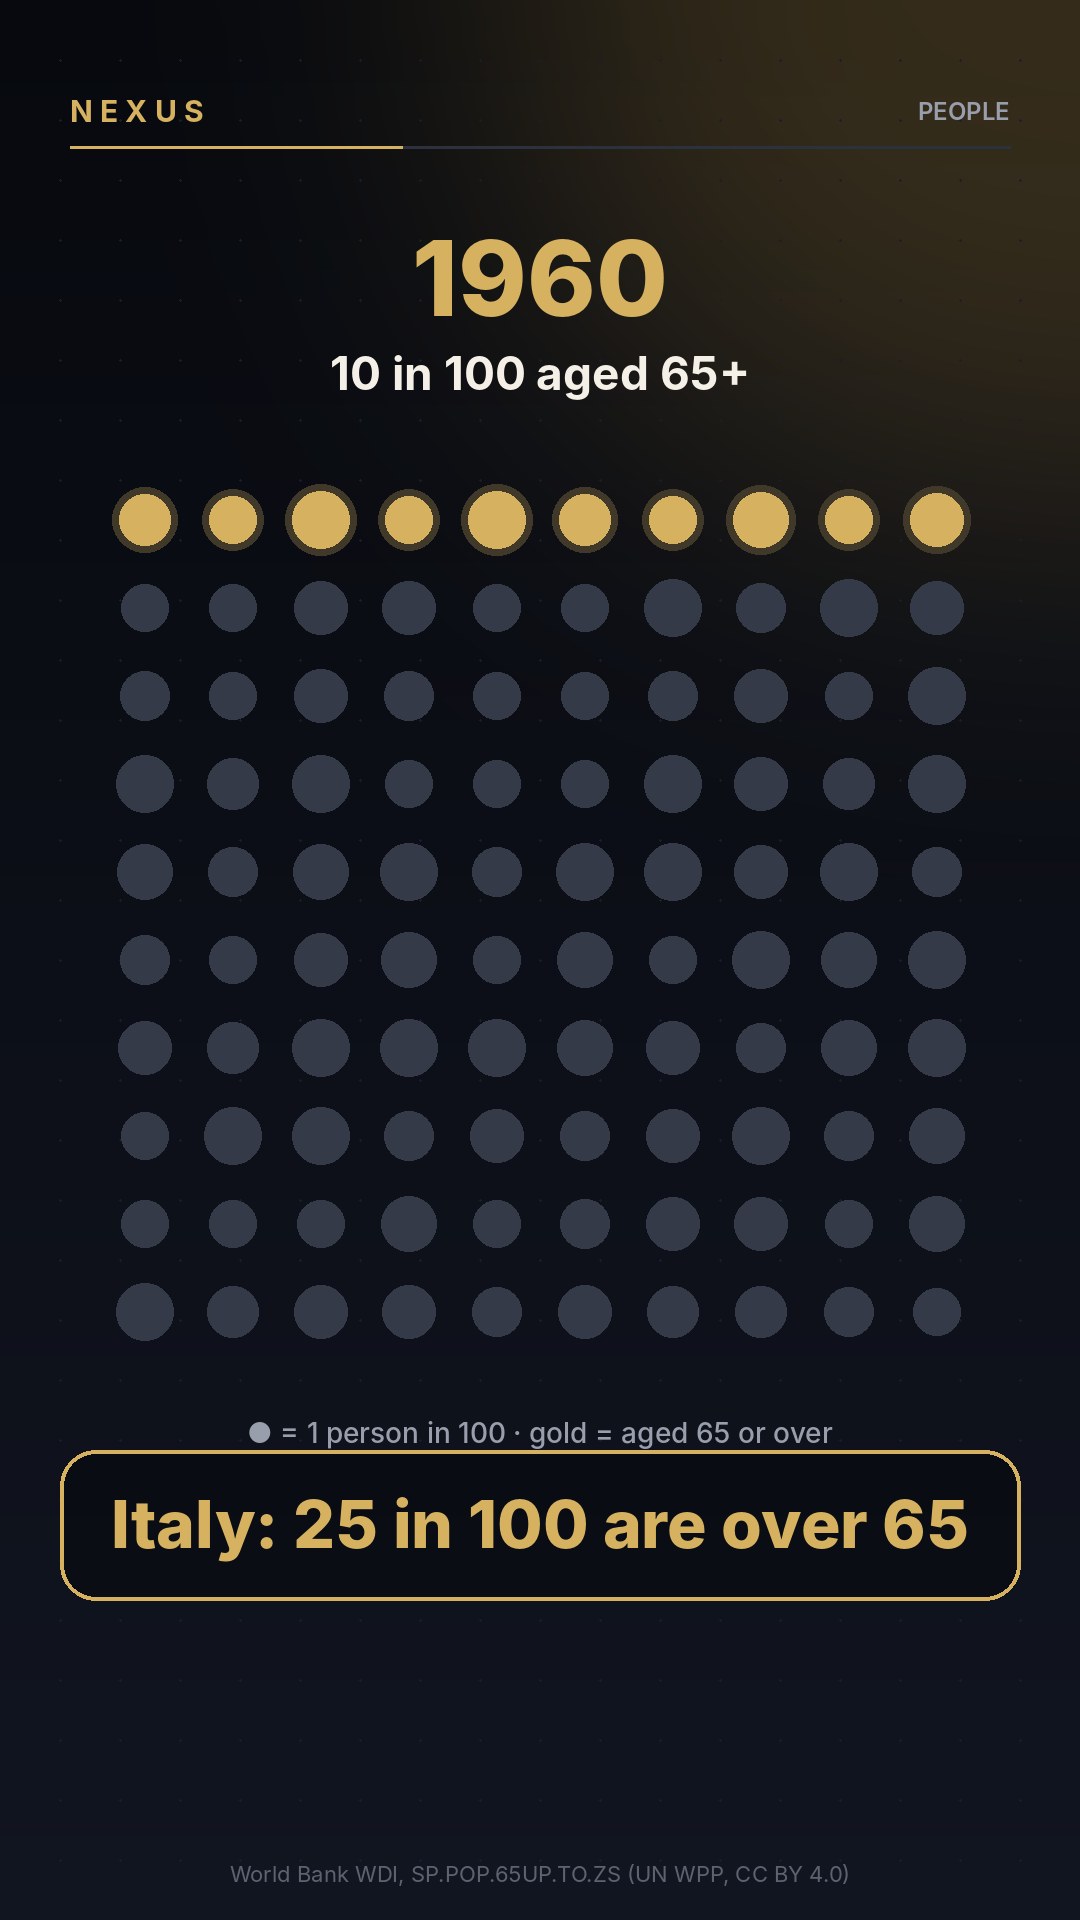 NEXUS
PEOPLE
1960
10 in 100 aged 65+
= 1 person in 100 · gold = aged 65 or over
Italy: 25 in 100 are over 65
World Bank WDI, SP.POP.65UP.TO.ZS (UN WPP, CC BY 4.0)